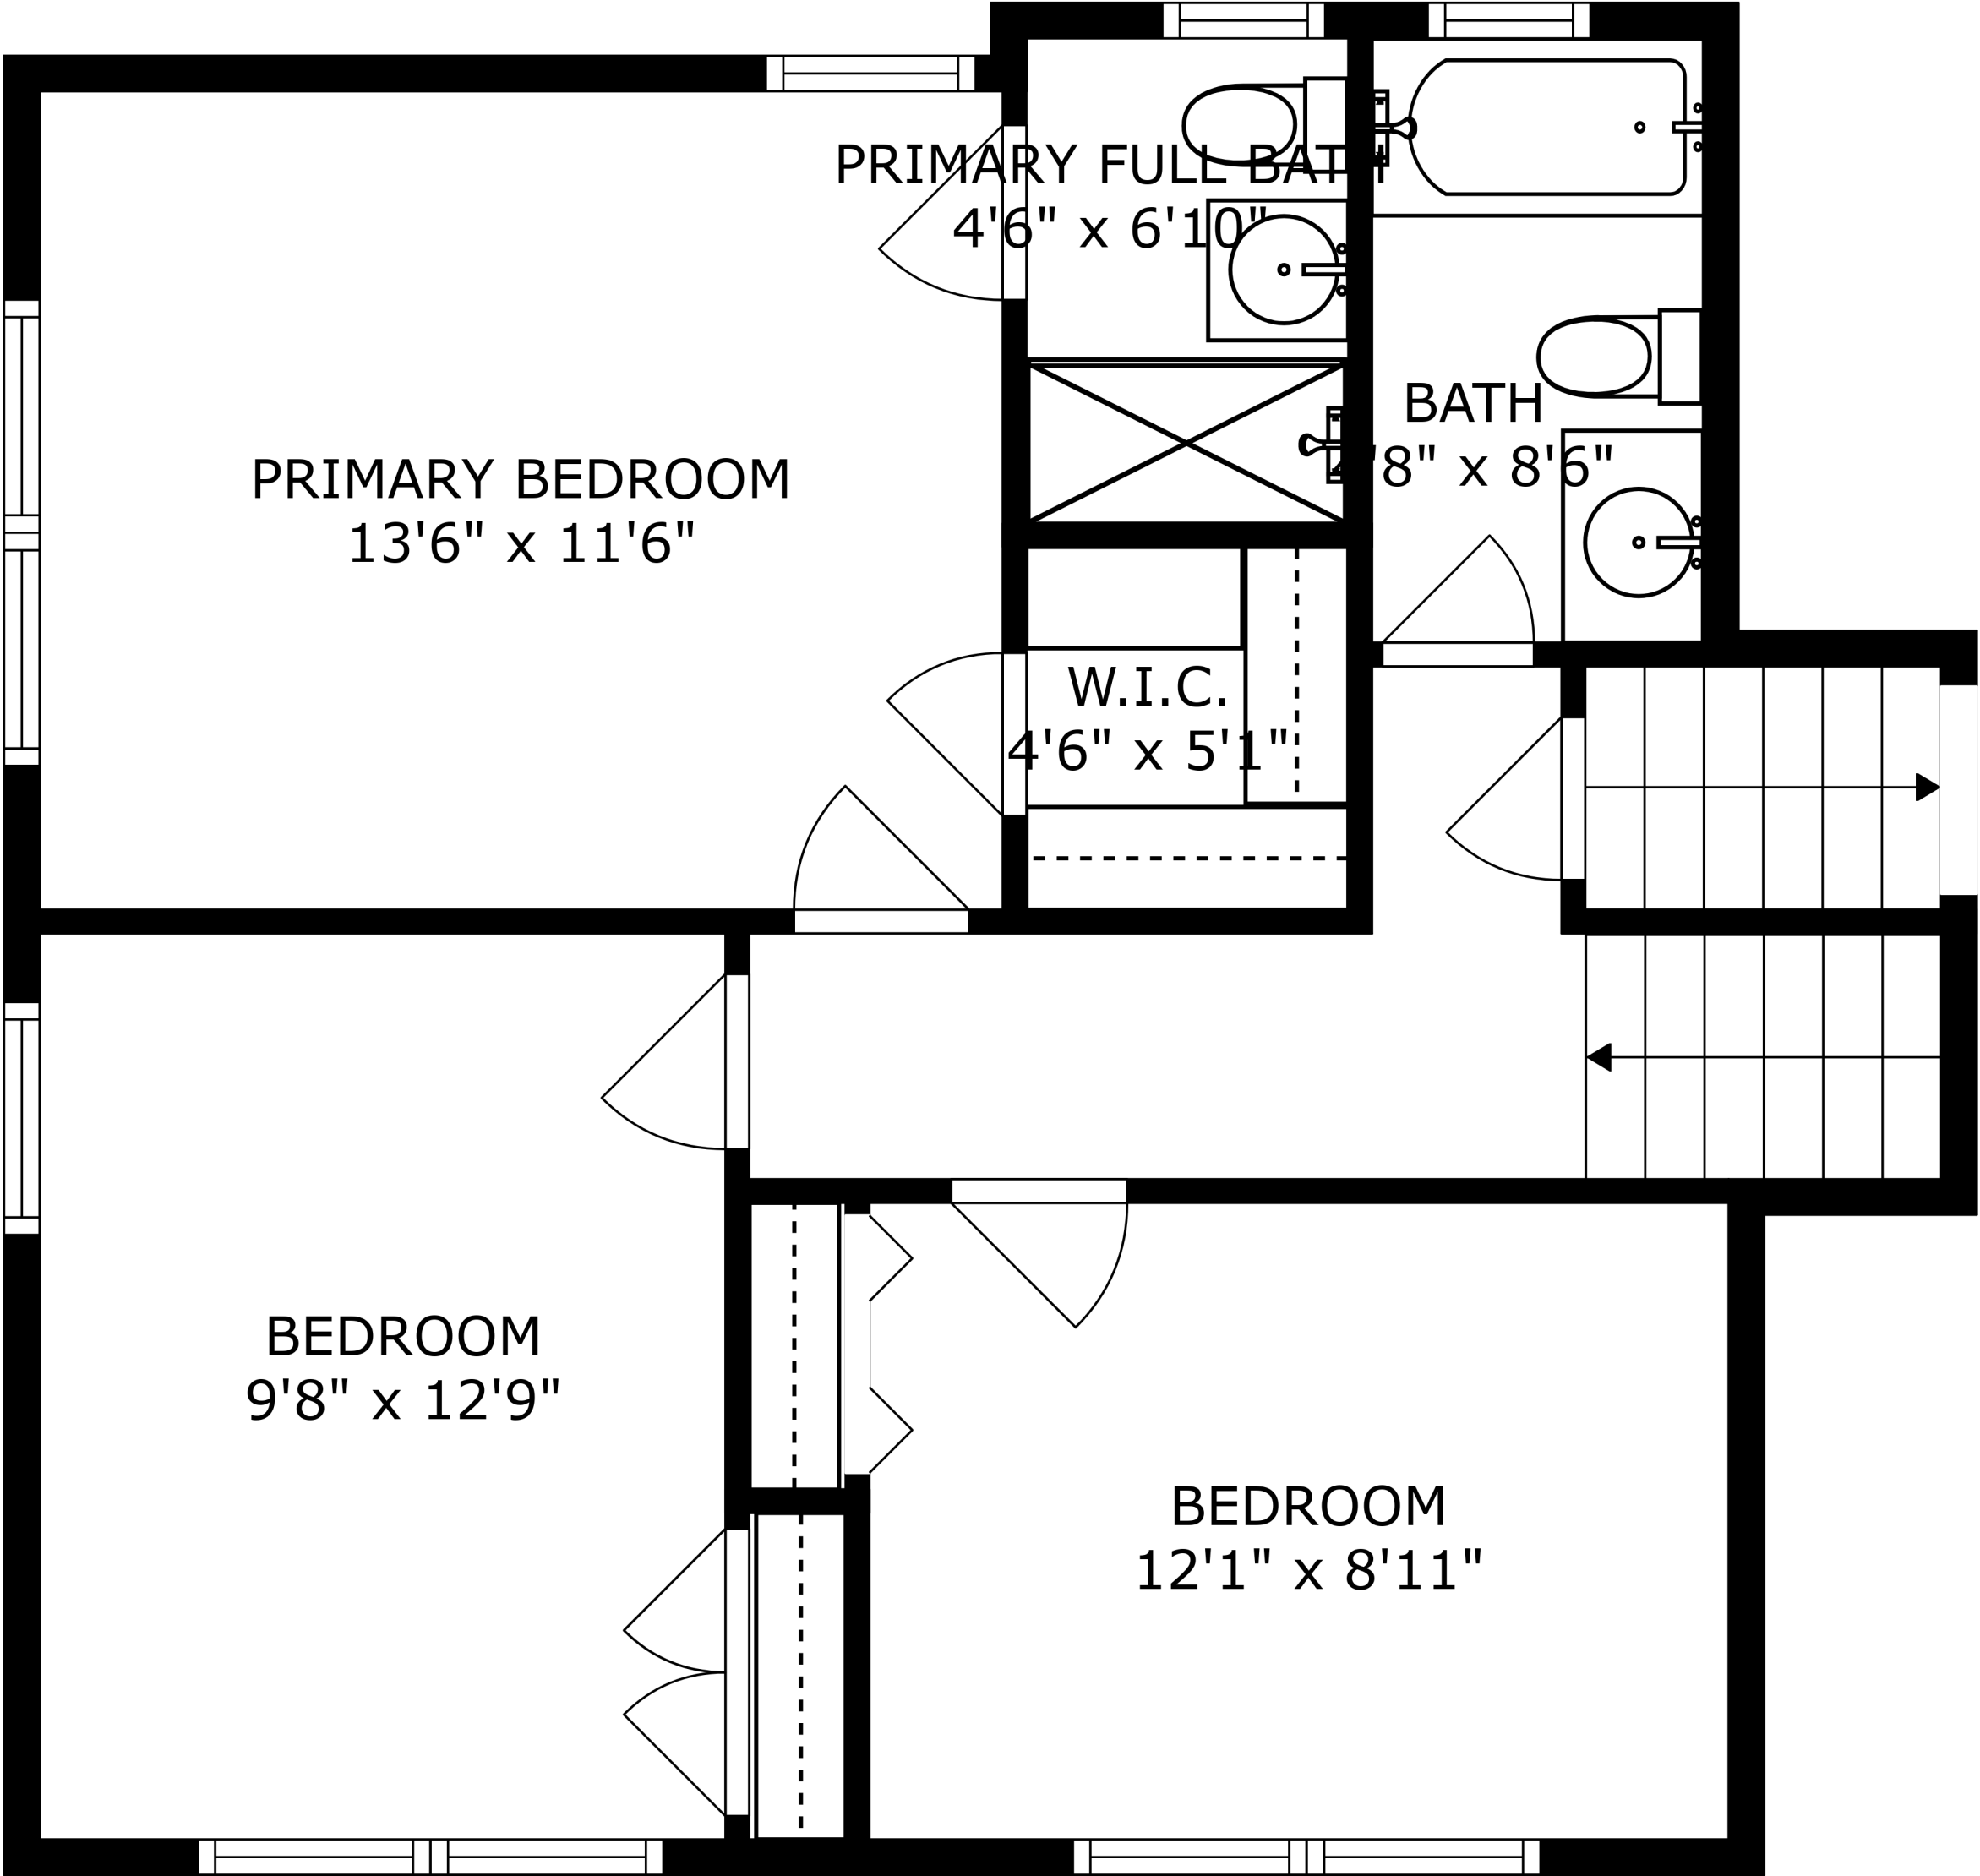 PRIMARY FULL BATH
4'6" x 6'10"
BATH
'8" x 8'6"
PRIMARY BEDROOM
13'6" x 11'6"
W.I.C.
4'6" x 5'1"
BEDROOM
9'8" x 12'9"
BEDROOM
12'1" x 8'11"